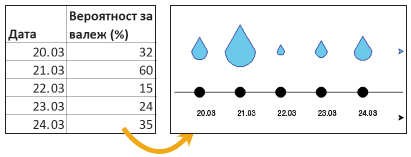 Дата
Вероятност за
валеж (%)
20.03 32
21.03 60
22.03 15
23.03 24
24.03 35
20.03 21.03 22.03 23.03 24.03